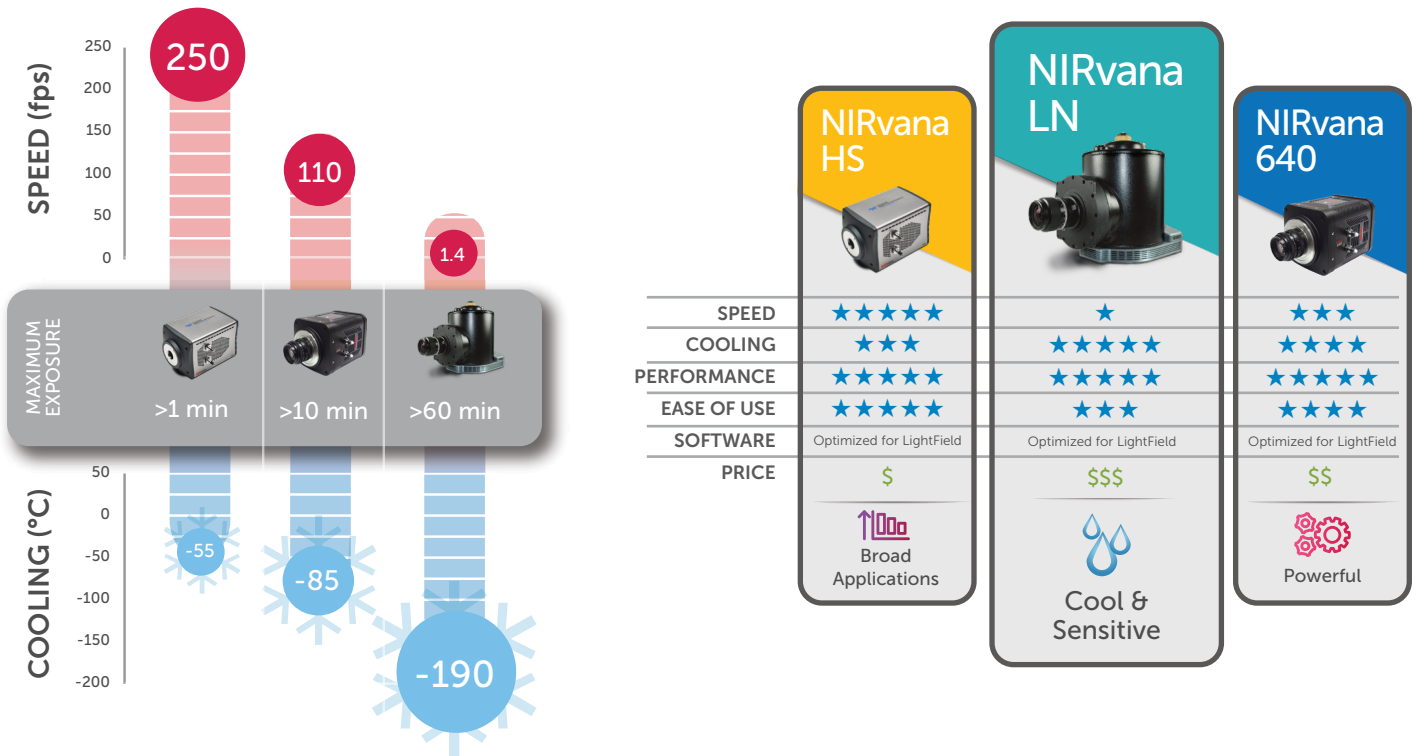 SPEED (fps)
250
200
150
100
50
0
250
110
1.4
MAXIMUM
EXPOSURE
>1 min
>10 min
>60 min
COOLING (°C)
50
0
-50
-100
-150
-200
-55
-85
-190
NIRvana
HS
NIRvana
LN
NIRvana
640
SPEED
★★★★★
★
★★★
COOLING
★★★
★★★★★
★★★★
PERFORMANCE
★★★★★
★★★★★
★★★★★
EASE OF USE
★★★★★
★★★
★★★★
SOFTWARE
Optimized for LightField
Optimized for LightField
Optimized for LightField
PRICE
$
$$$
$$
Broad
Applications
Cool &
Sensitive
Powerful